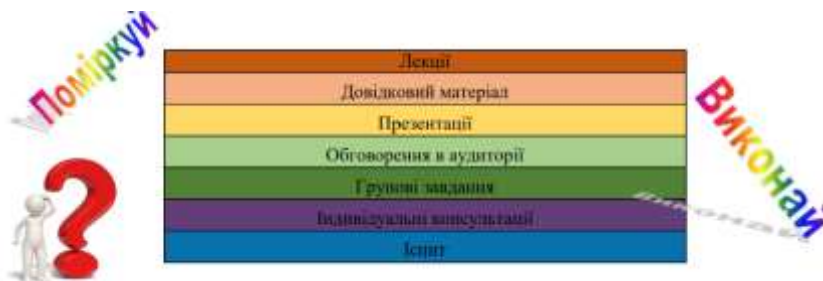 Поміркуй
Лекції
Довідковий матеріал
Презентації
Обговорення в аудиторії
Групові завдання
Індивідуальні консультації
Іспит
Виконай